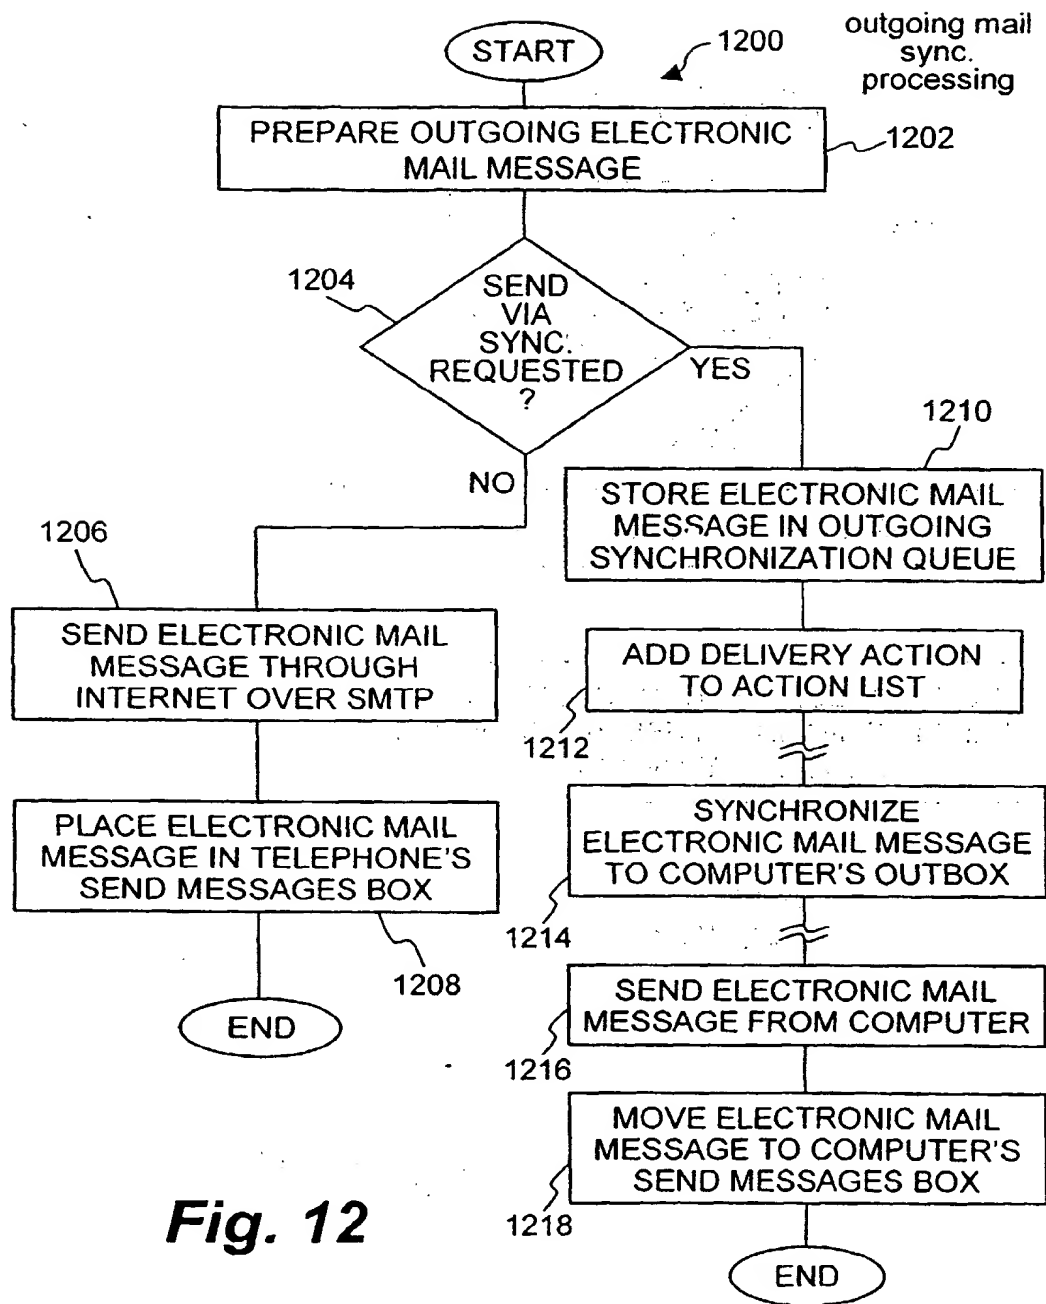 START
1200
outgoing mail
sync.
processing
PREPARE OUTGOING ELECTRONIC
MAIL MESSAGE
1202
1204
SEND
VIA
SYNC.
REQUESTED
?
YES
NO
1210
STORE ELECTRONIC MAIL
MESSAGE IN OUTGOING
SYNCHRONIZATION QUEUE
1206
SEND ELECTRONIC MAIL
MESSAGE THROUGH
INTERNET OVER SMTP
ADD DELIVERY ACTION
TO ACTION LIST
1212
PLACE ELECTRONIC MAIL
MESSAGE IN TELEPHONE'S
SEND MESSAGES BOX
1208
END
SYNCHRONIZE
ELECTRONIC MAIL MESSAGE
TO COMPUTER'S OUTBOX
1214
SEND ELECTRONIC MAIL
MESSAGE FROM COMPUTER
1216
MOVE ELECTRONIC MAIL
MESSAGE TO COMPUTER'S
SEND MESSAGES BOX
1218
END
Fig. 12